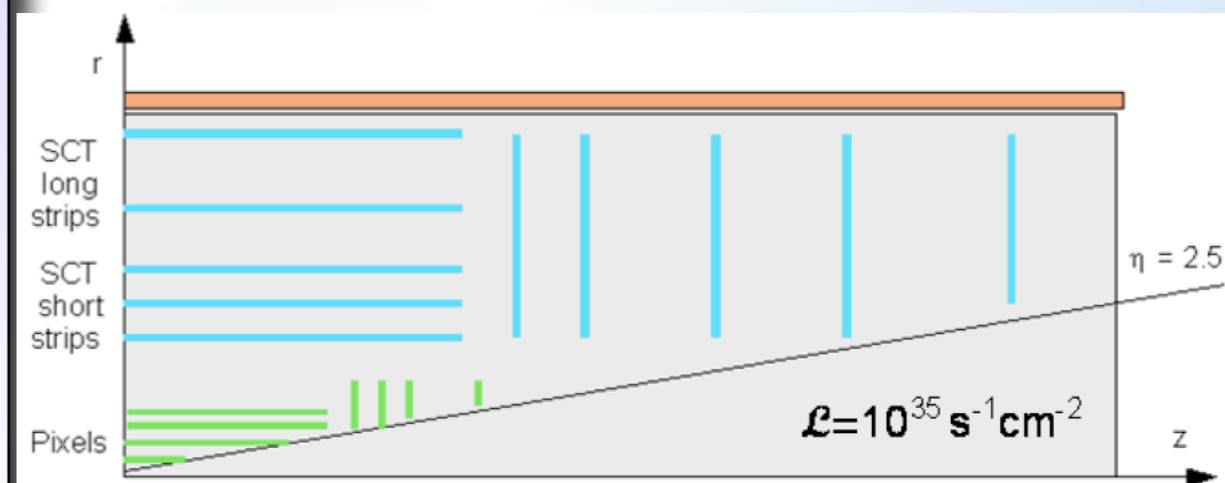 r
SCT
long
strips
SCT
short
strips
η = 2.5
Pixels
ℒ=10³⁵ s⁻¹cm⁻²
z